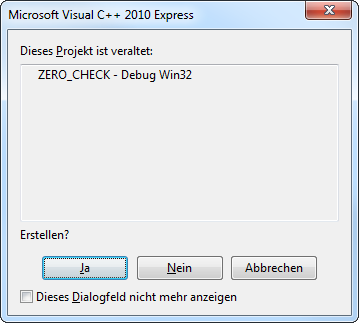 Microsoft Visual C++ 2010 Express
Dieses Projekt ist veraltet:
ZERO_CHECK - Debug Win32
Erstellen?
Ja
Nein
Abbrechen
Dieses Dialogfeld nicht mehr anzeigen